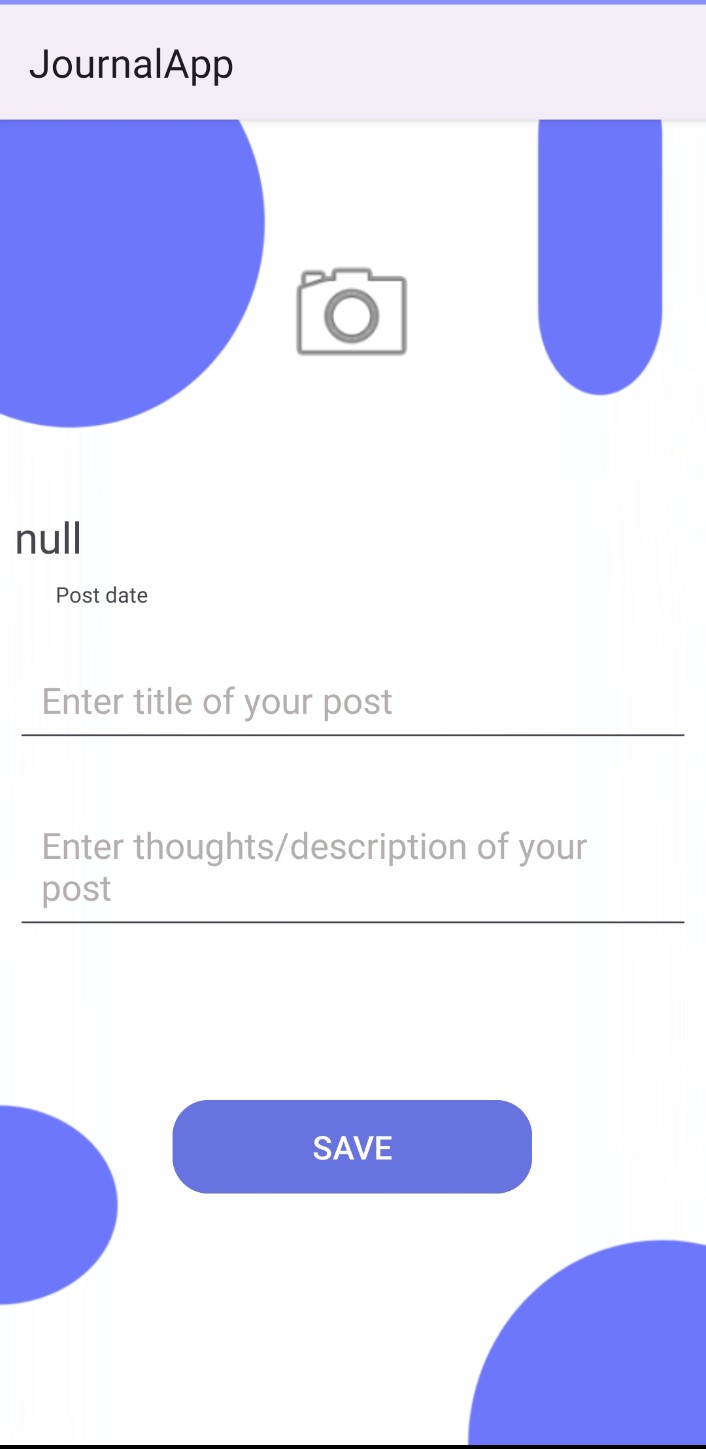 JournalApp
null
Post date
Enter title of your post
Enter thoughts/description of your
post
SAVE